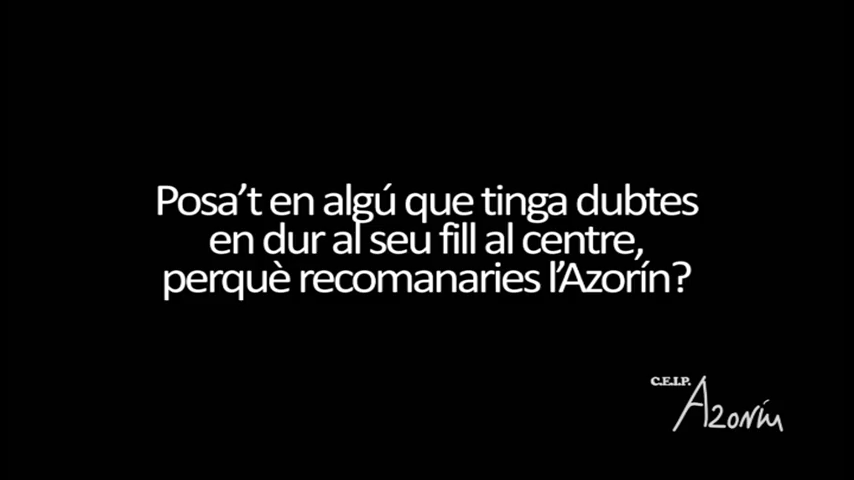 Posa't en algú que tinga dubtes
en dur al seu fill al centre,
perquè recomanaries l'Azorín?
C.E.I.P.
Azorín